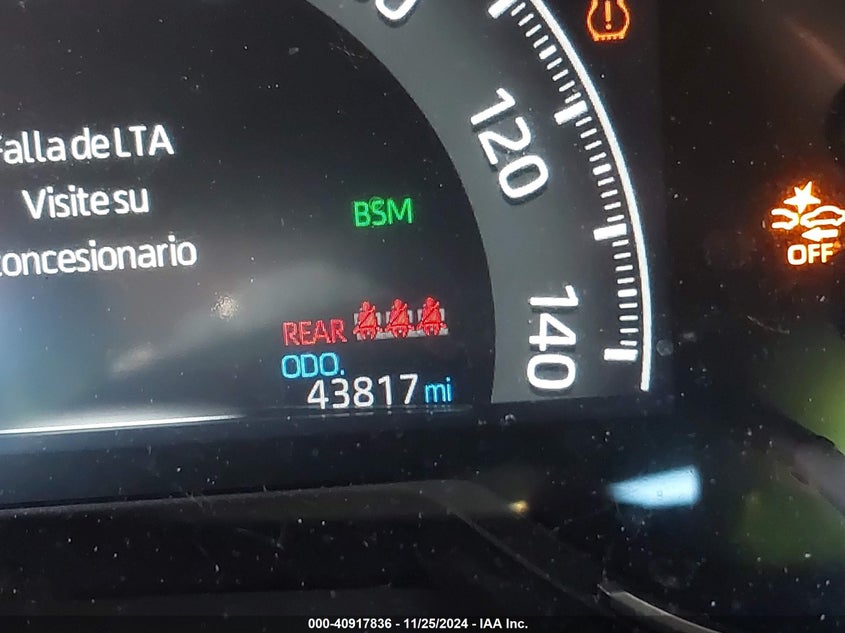 120
Falla de LTA
Visite su
concesionario
BSM
OFF
140
REAR
ODO.
43817 mi
000-40917836 - 11/25/2024 - IAA Inc.